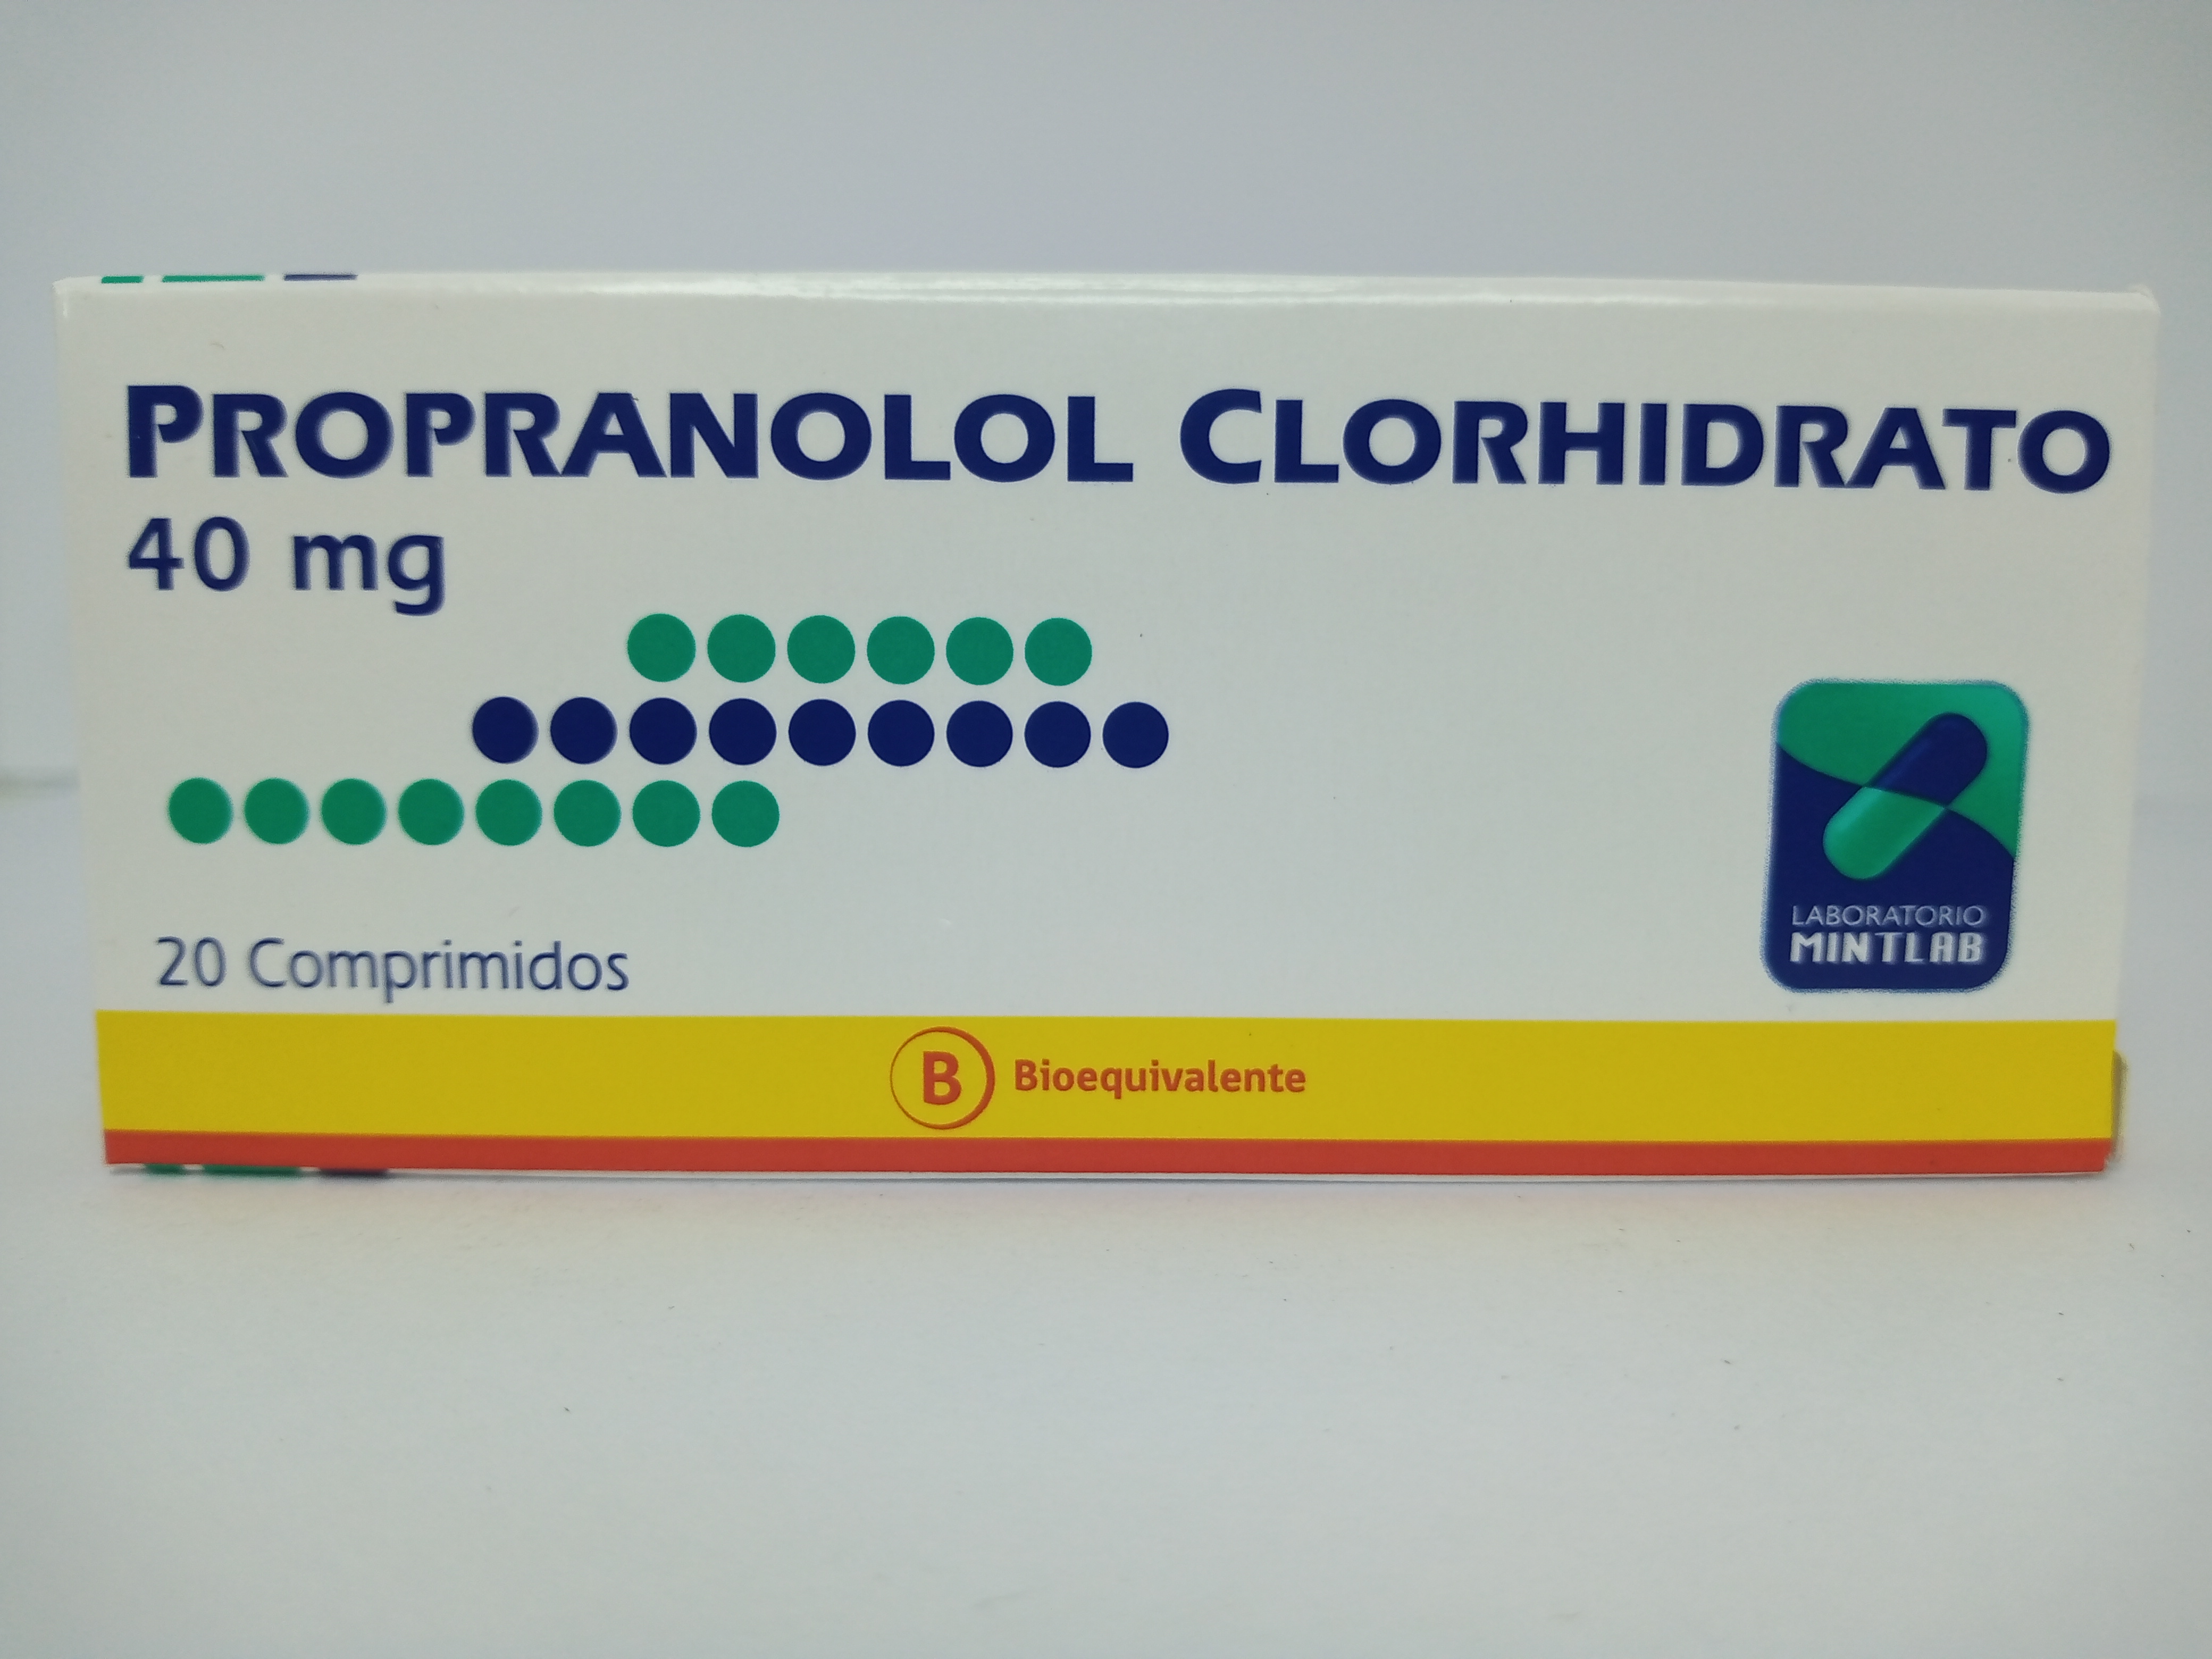 PROPRANOLOL CLORHIDRATO
40 mg
20 Comprimidos
LABORATORIO
MINTLAB
B Bioequivalente